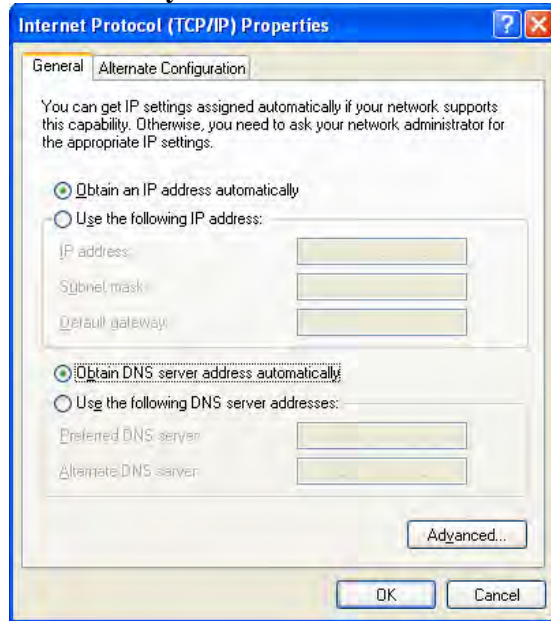 Internet Protocol (TCP/IP) Properties
General
Alternate Configuration
You can get IP settings assigned automatically if your network supports
this capability. Otherwise, you need to ask your network administrator for
the appropriate IP settings.
Obtain an IP address automatically
Use the following IP address:
IP address:
Subnet mask:
Default gateway:
Obtain DNS server address automatically
Use the following DNS server addresses:
Preferred DNS server:
Alternate DNS server:
Advanced...
OK
Cancel